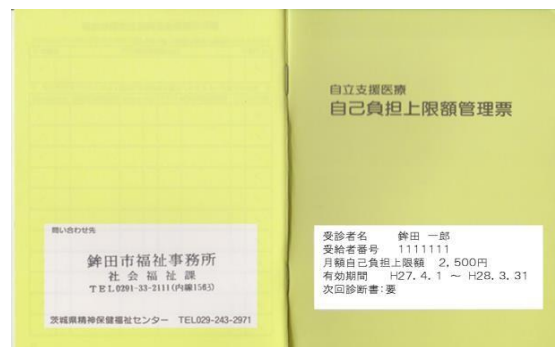 問い合わせ先
鉾田市福祉事務所
社会福祉課
TEL0291-33-2111(内線1563)
茨城県精神保健福祉センター TEL029-243-2971
自立支援医療
自己負担上限額管理票
受診者名 鉾田 一郎
受給者番号 1111111
月額自己負担上限額 2,500円
有効期間 H27.4.1 ～ H28.3.31
次回診断書:要